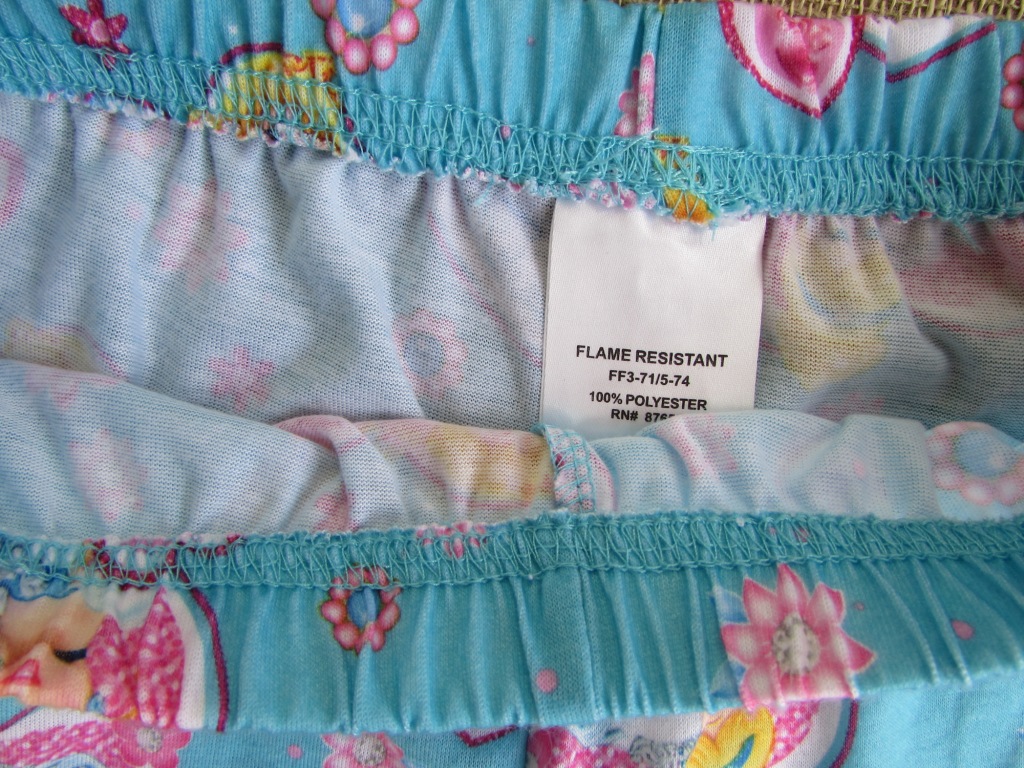 FLAME RESISTANT
FF3-71/5-74
100% POLYESTER
RN#